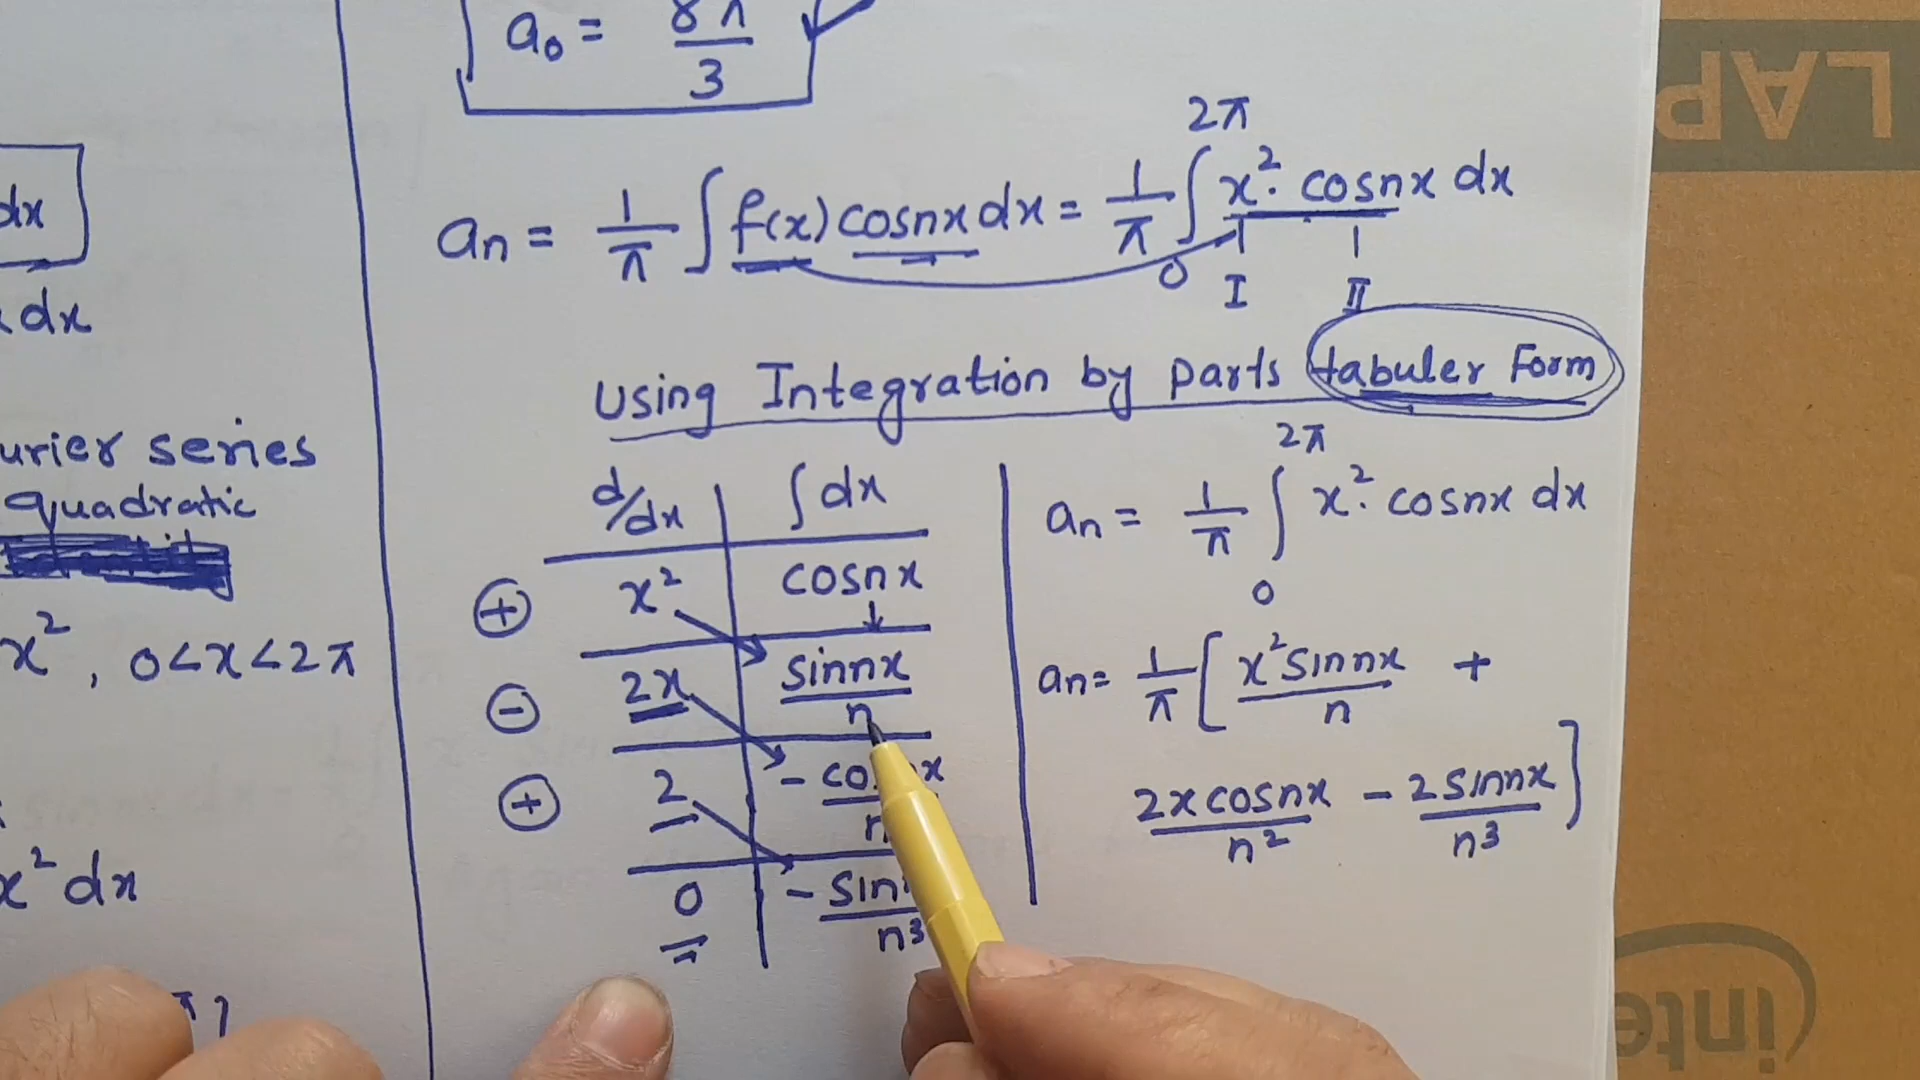 a₀ = 8π/3
dx
dx
urier series
quadratic
x², 0<x<2π
x² dx
aₙ = 1/π ∫ f(x) cosnx dx = 1/π ∫₀^2π x². cosnx dx
I II
using Integration by parts tabuler Form
d/dx | ∫dx
⊕ x² | cosnx
⊖ 2x | sinnx/n
⊕ 2 | - cosnx/n
0 | - sin/n³
aₙ = 1/π ∫₀^2π x². cosnx dx
aₙ = 1/π [ x² sinnx/n +
2x cosnx/n² - 2 sinnx/n³ ]
LAP
inte